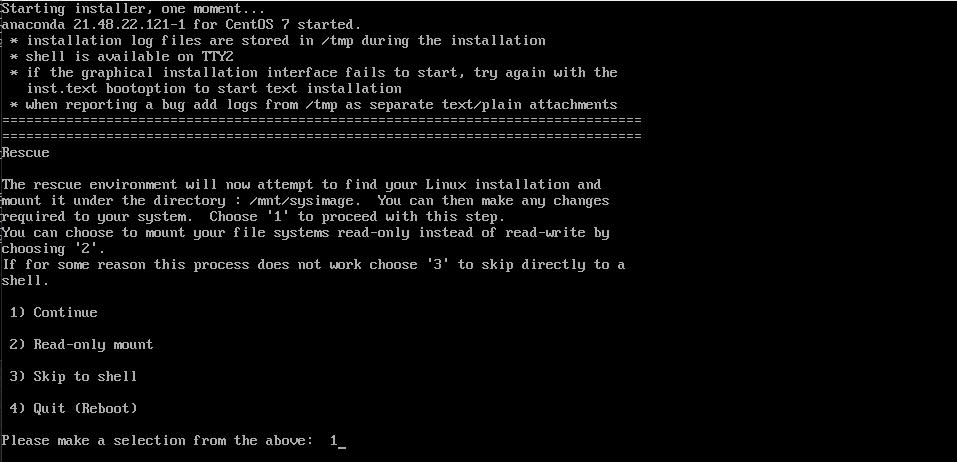 Starting installer, one moment...
anaconda 21.48.22.121-1 for CentOS 7 started.
 * installation log files are stored in /tmp during the installation
 * shell is available on TTY2
 * if the graphical installation interface fails to start, try again with the
   inst.text bootoption to start text installation
 * when reporting a bug add logs from /tmp as separate text/plain attachments
================================================================================
================================================================================
Rescue

The rescue environment will now attempt to find your Linux installation and
mount it under the directory : /mnt/sysimage.  You can then make any changes
required to your system.  Choose '1' to proceed with this step.
You can choose to mount your file systems read-only instead of read-write by
choosing '2'.
If for some reason this process does not work choose '3' to skip directly to a
shell.

 1) Continue

 2) Read-only mount

 3) Skip to shell

 4) Quit (Reboot)

Please make a selection from the above:  1_